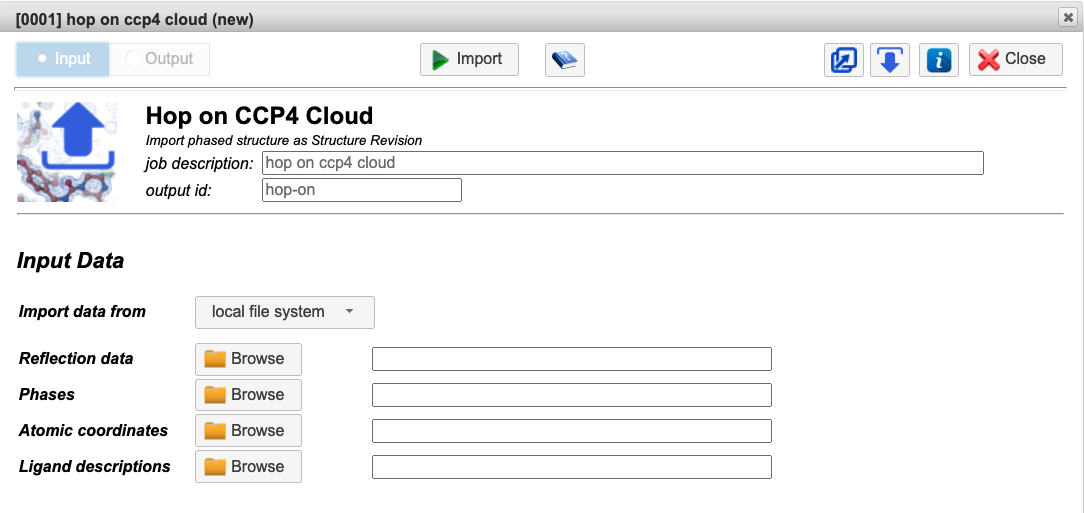 [0001] hop on ccp4 cloud (new)
Input Output Import Close
Hop on CCP4 Cloud
Import phased structure as Structure Revision
job description: hop on ccp4 cloud
output id: hop-on
Input Data
Import data from local file system
Reflection data Browse
Phases Browse
Atomic coordinates Browse
Ligand descriptions Browse